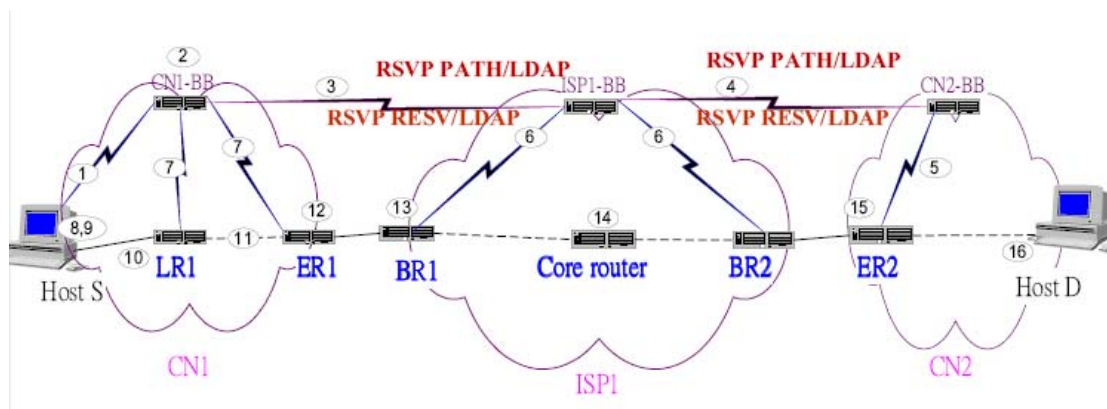 2
RSVP PATH/LDAP
RSVP PATH/LDAP
CN1-BB
3
ISP1-BB
4
CN2-BB
RSVP RESV/LDAP
RSVP RESV/LDAP
1
7
7
6
6
5
8,9
10
11
12
13
14
15
16
LR1
ER1
BR1
Core router
BR2
ER2
Host S
Host D
CN1
ISP1
CN2